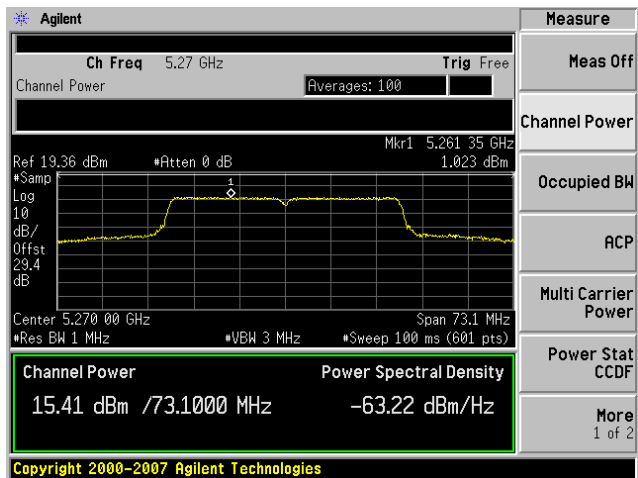 Agilent
Measure
Ch Freq 5.27 GHz Trig Free
Meas Off
Channel Power Averages: 100
Channel Power
Mkr1 5.261 35 GHz
Ref 19.36 dBm #Atten 0 dB 1.023 dBm
#Samp
1
Log
10
dB/
Offst
29.4
dB
Occupied BW
ACP
Multi Carrier
Power
Center 5.270 00 GHz Span 73.1 MHz
#Res BW 1 MHz #VBW 3 MHz #Sweep 100 ms (601 pts)
Power Stat
CCDF
Channel Power Power Spectral Density
15.41 dBm /73.1000 MHz -63.22 dBm/Hz
More
1 of 2
Copyright 2000-2007 Agilent Technologies